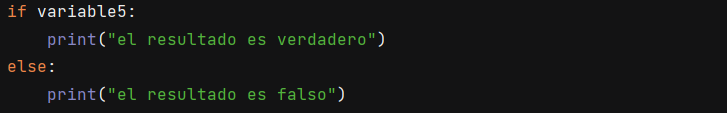 if variable5:
    print("el resultado es verdadero")
else:
    print("el resultado es falso")